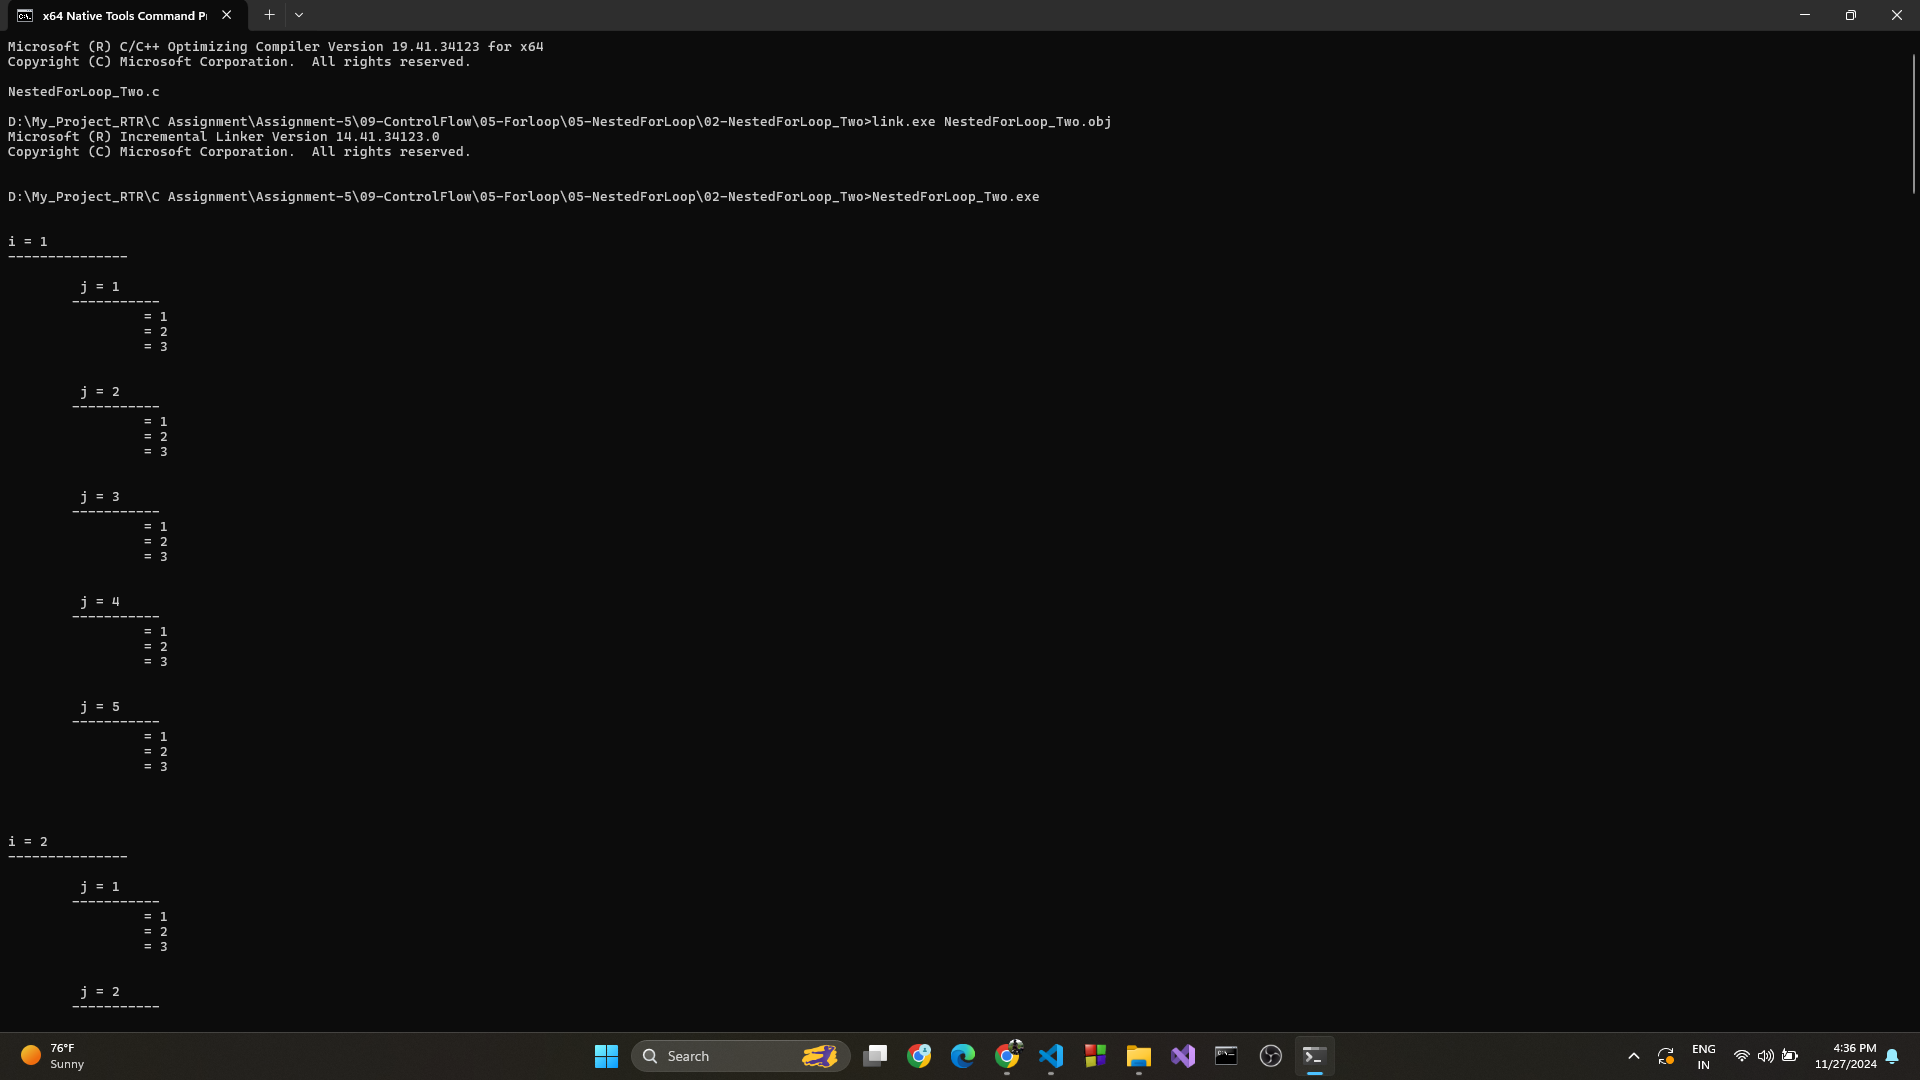 x64 Native Tools Command P
Microsoft (R) C/C++ Optimizing Compiler Version 19.41.34123 for x64
Copyright (C) Microsoft Corporation.  All rights reserved.
NestedForLoop_Two.c
D:\My_Project_RTR\C Assignment\Assignment-5\09-ControlFlow\05-Forloop\05-NestedForLoop\02-NestedForLoop_Two>link.exe NestedForLoop_Two.obj
Microsoft (R) Incremental Linker Version 14.41.34123.0
Copyright (C) Microsoft Corporation.  All rights reserved.
D:\My_Project_RTR\C Assignment\Assignment-5\09-ControlFlow\05-Forloop\05-NestedForLoop\02-NestedForLoop_Two>NestedForLoop_Two.exe
i = 1
---------------
j = 1
-----------
= 1
= 2
= 3
j = 2
-----------
= 1
= 2
= 3
j = 3
-----------
= 1
= 2
= 3
j = 4
-----------
= 1
= 2
= 3
j = 5
-----------
= 1
= 2
= 3
i = 2
---------------
j = 1
-----------
= 1
= 2
= 3
j = 2
-----------
76°F
Sunny
Search
ENG
IN
4:36 PM
11/27/2024